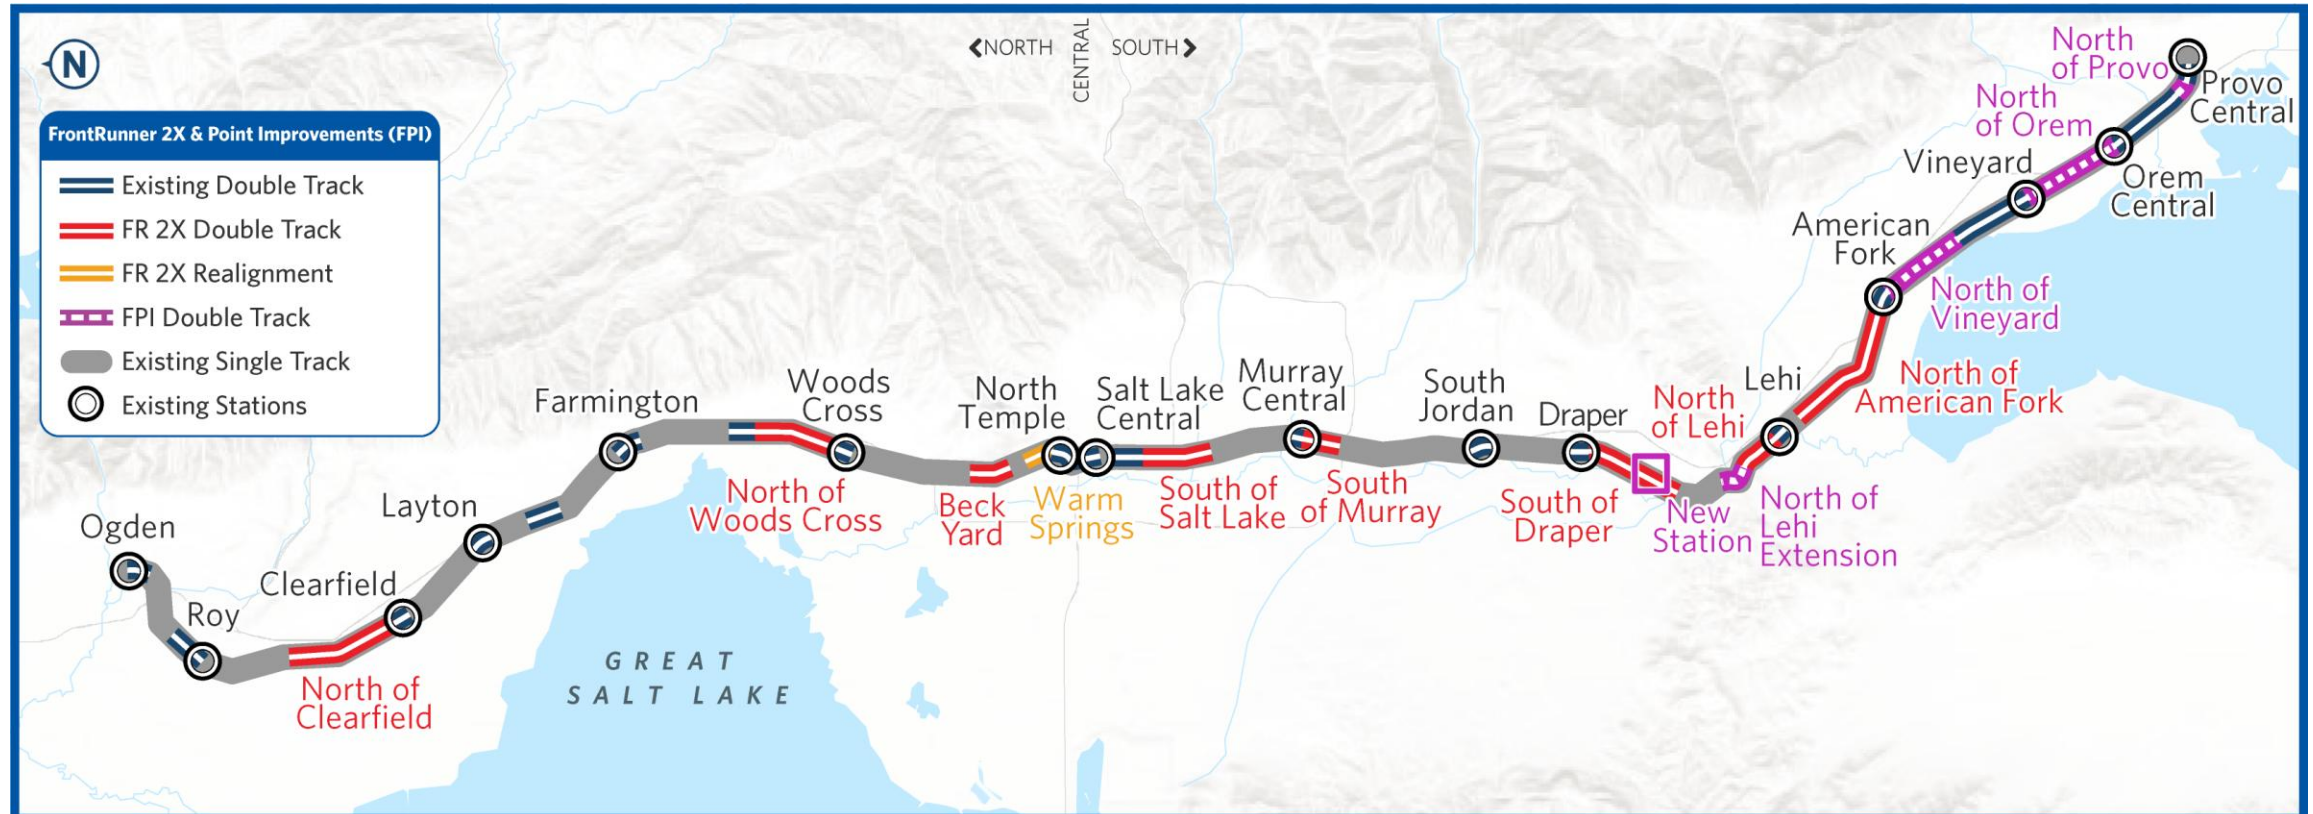 NORTH
CENTRAL
SOUTH
N
FrontRunner 2X & Point Improvements (FPI)
Existing Double Track
FR 2X Double Track
FR 2X Realignment
FPI Double Track
Existing Single Track
Existing Stations
Ogden
Roy
North of
Clearfield
Clearfield
Layton
Farmington
North of
Woods Cross
Woods
Cross
Beck
Yard
Warm
Springs
North
Temple
Salt Lake
Central
South of
Salt Lake
Murray
Central
South
of Murray
South
Jordan
Draper
South of
Draper
New
Station
North of
Lehi
Extension
North
of Lehi
Lehi
North of
American Fork
American
Fork
North of
Vineyard
Vineyard
North
of Orem
Orem
Central
North
of Provo
Provo
Central
GREAT
SALT LAKE